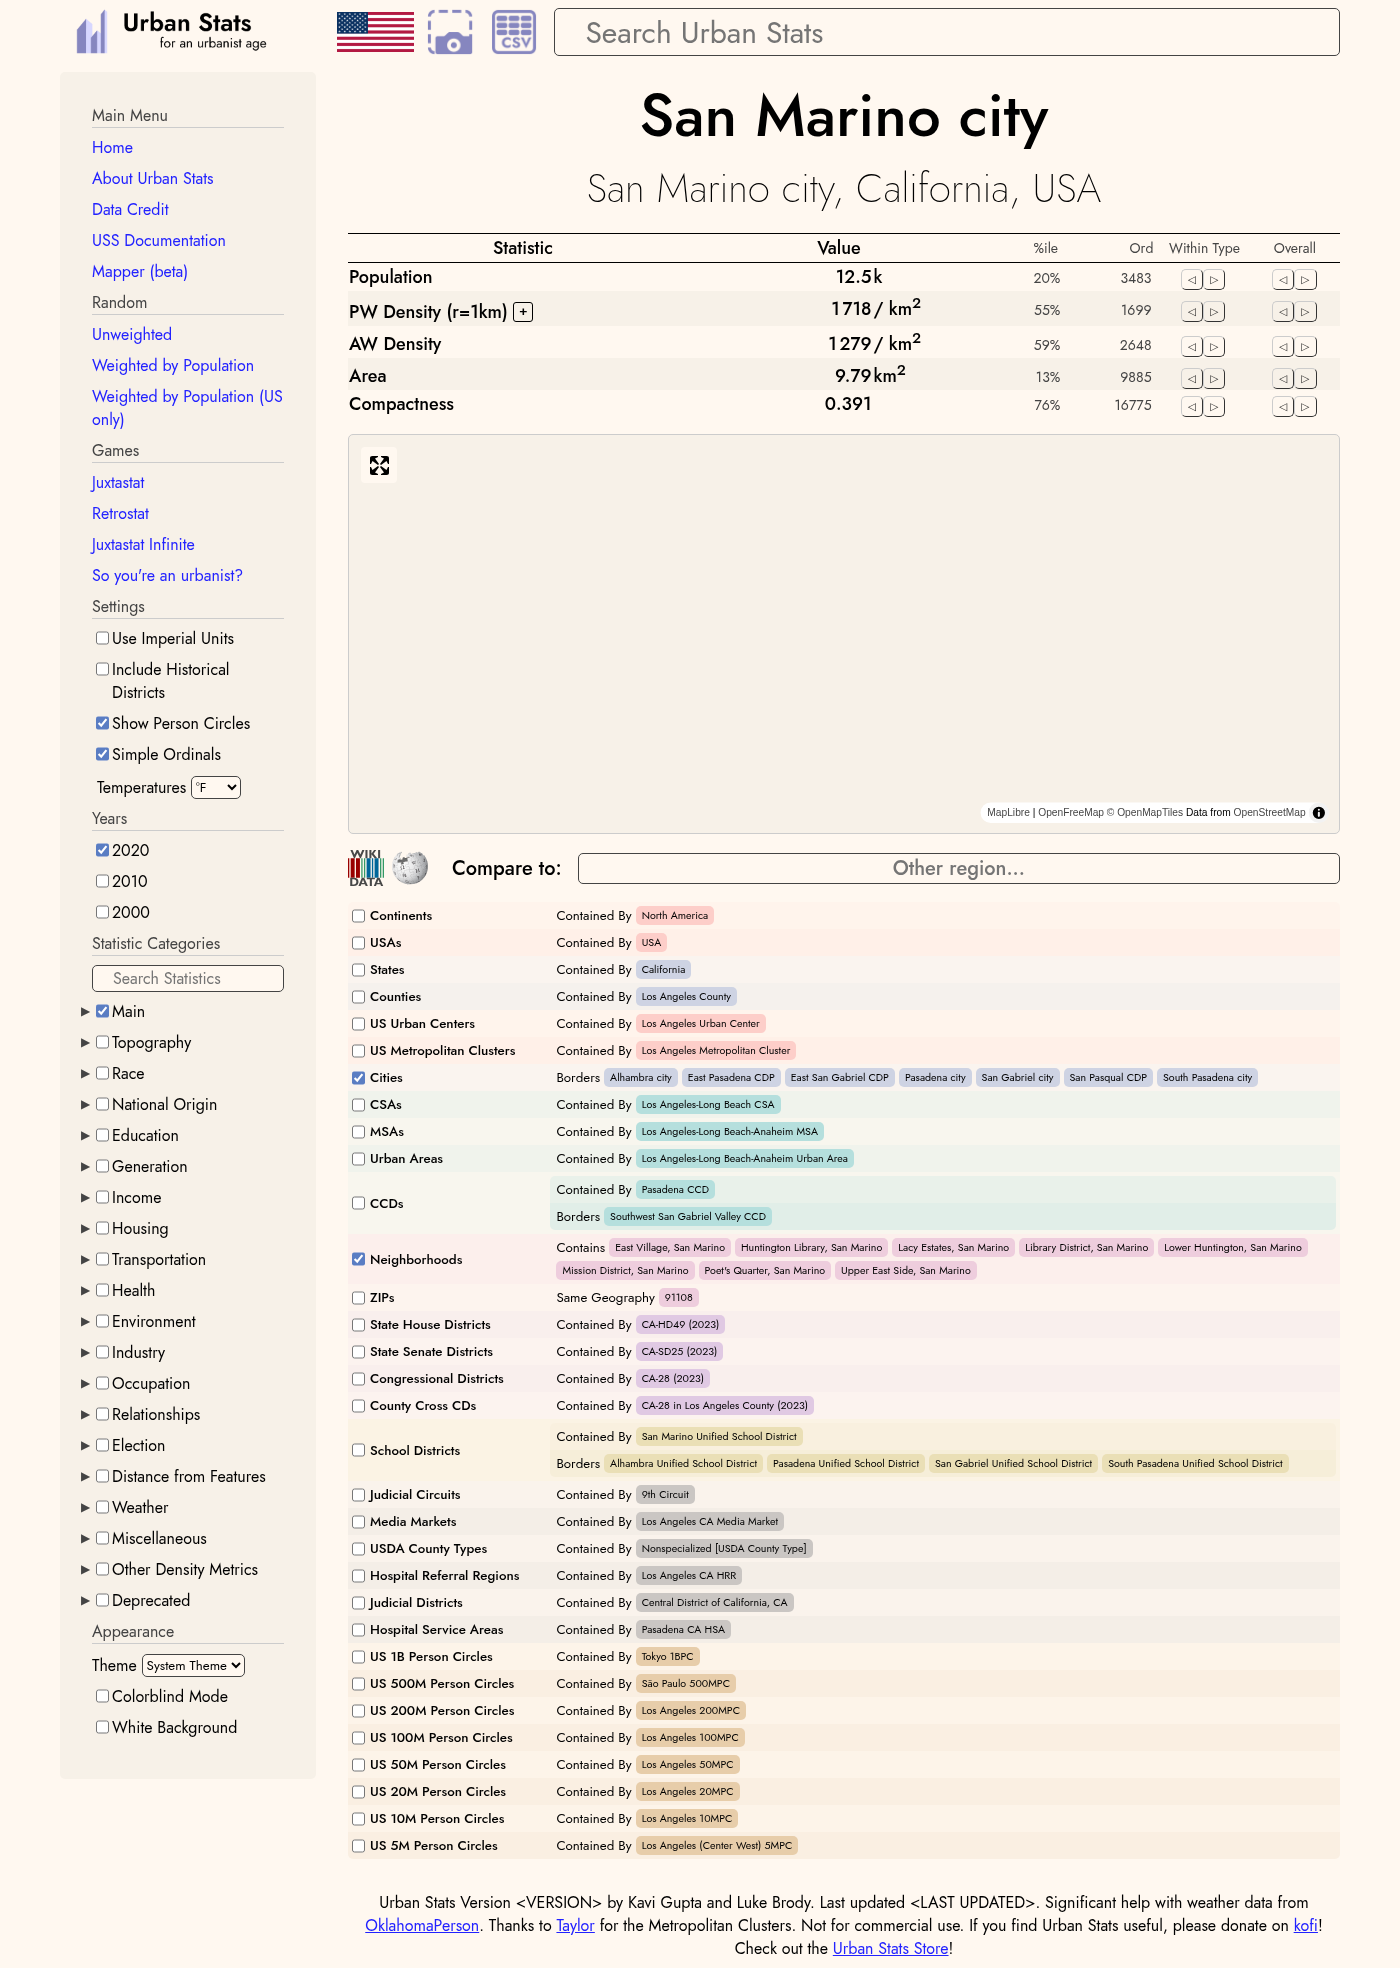 Urban Stats
for an urbanist age
CSV
Search Urban Stats
Main Menu
Home
About Urban Stats
Data Credit
USS Documentation
Mapper (beta)
Random
Unweighted
Weighted by Population
Weighted by Population (US
only)
Games
Juxtastat
Retrostat
Juxtastat Infinite
So you're an urbanist?
Settings
Use Imperial Units
Include Historical
Districts
Show Person Circles
Simple Ordinals
Temperatures °F
Years
2020
2010
2000
Statistic Categories
Search Statistics
Main
Topography
Race
National Origin
Education
Generation
Income
Housing
Transportation
Health
Environment
Industry
Occupation
Relationships
Election
Distance from Features
Weather
Miscellaneous
Other Density Metrics
Deprecated
Appearance
Theme System Theme
Colorblind Mode
White Background
San Marino city
San Marino city, California, USA
Statistic Value %ile Ord Within Type Overall
Population 12.5k 20% 3483
PW Density (r=1km) + 1718 / km² 55% 1699
AW Density 1279 / km² 59% 2648
Area 9.79 km² 13% 9885
Compactness 0.391 76% 16775
MapLibre | OpenFreeMap © OpenMapTiles Data from OpenStreetMap
WIKI
DATA
Compare to: Other region...
Continents Contained By North America
USAs Contained By USA
States Contained By California
Counties Contained By Los Angeles County
US Urban Centers Contained By Los Angeles Urban Center
US Metropolitan Clusters Contained By Los Angeles Metropolitan Cluster
Cities Borders Alhambra city East Pasadena CDP East San Gabriel CDP Pasadena city San Gabriel city San Pasqual CDP South Pasadena city
CSAs Contained By Los Angeles-Long Beach CSA
MSAs Contained By Los Angeles-Long Beach-Anaheim MSA
Urban Areas Contained By Los Angeles-Long Beach-Anaheim Urban Area
CCDs Contained By Pasadena CCD
Borders Southwest San Gabriel Valley CCD
Neighborhoods Contains East Village, San Marino Huntington Library, San Marino Lacy Estates, San Marino Library District, San Marino Lower Huntington, San Marino
Mission District, San Marino Poet's Quarter, San Marino Upper East Side, San Marino
ZIPs Same Geography 91108
State House Districts Contained By CA-HD49 (2023)
State Senate Districts Contained By CA-SD25 (2023)
Congressional Districts Contained By CA-28 (2023)
County Cross CDs Contained By CA-28 in Los Angeles County (2023)
School Districts Contained By San Marino Unified School District
Borders Alhambra Unified School District Pasadena Unified School District San Gabriel Unified School District South Pasadena Unified School District
Judicial Circuits Contained By 9th Circuit
Media Markets Contained By Los Angeles CA Media Market
USDA County Types Contained By Nonspecialized [USDA County Type]
Hospital Referral Regions Contained By Los Angeles CA HRR
Judicial Districts Contained By Central District of California, CA
Hospital Service Areas Contained By Pasadena CA HSA
US 1B Person Circles Contained By Tokyo 1BPC
US 500M Person Circles Contained By São Paulo 500MPC
US 200M Person Circles Contained By Los Angeles 200MPC
US 100M Person Circles Contained By Los Angeles 100MPC
US 50M Person Circles Contained By Los Angeles 50MPC
US 20M Person Circles Contained By Los Angeles 20MPC
US 10M Person Circles Contained By Los Angeles 10MPC
US 5M Person Circles Contained By Los Angeles (Center West) 5MPC
Urban Stats Version <VERSION> by Kavi Gupta and Luke Brody. Last updated <LAST UPDATED>. Significant help with weather data from
OklahomaPerson. Thanks to Taylor for the Metropolitan Clusters. Not for commercial use. If you find Urban Stats useful, please donate on kofi!
Check out the Urban Stats Store!